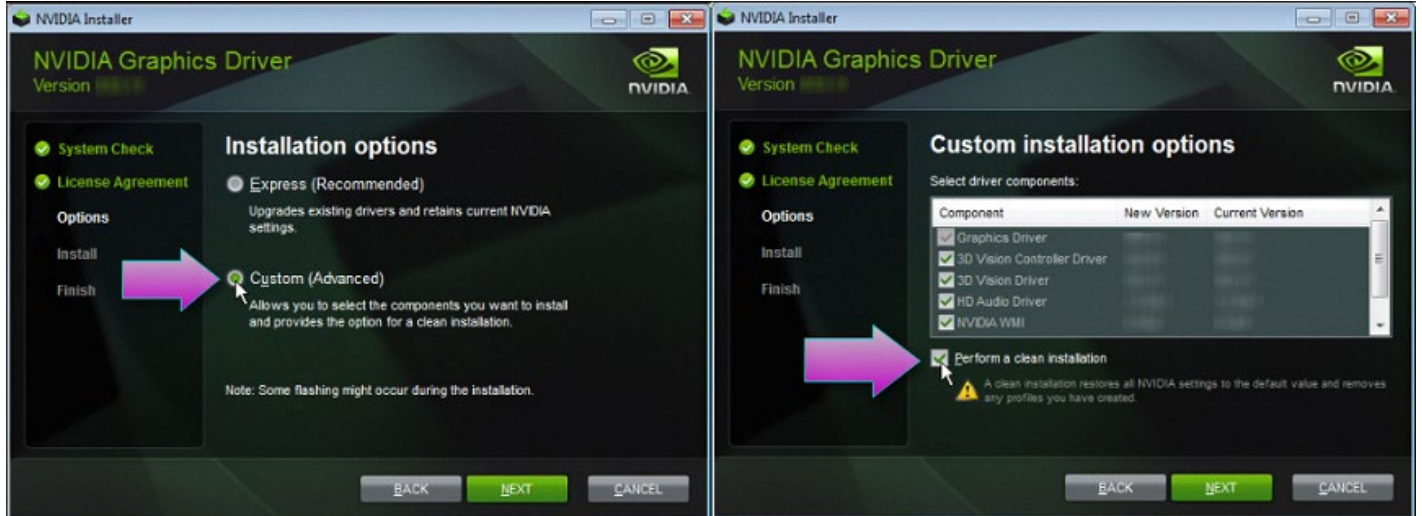 NVIDIA Installer
NVIDIA Graphics Driver
Version
NVIDIA.
System Check
License Agreement
Options
Install
Finish
Installation options
Express (Recommended)
Upgrades existing drivers and retains current NVIDIA
settings.
Custom (Advanced)
Allows you to select the components you want to install
and provides the option for a clean installation.
Note: Some flashing might occur during the installation.
BACK NEXT CANCEL
NVIDIA Installer
NVIDIA Graphics Driver
Version
NVIDIA.
System Check
License Agreement
Options
Install
Finish
Custom installation options
Select driver components:
Component New Version Current Version
Graphics Driver
3D Vision Controller Driver
3D Vision Driver
HD Audio Driver
NVIDIA WMI
Perform a clean installation
A clean installation restores all NVIDIA settings to the default value and removes
any profiles you have created.
BACK NEXT CANCEL